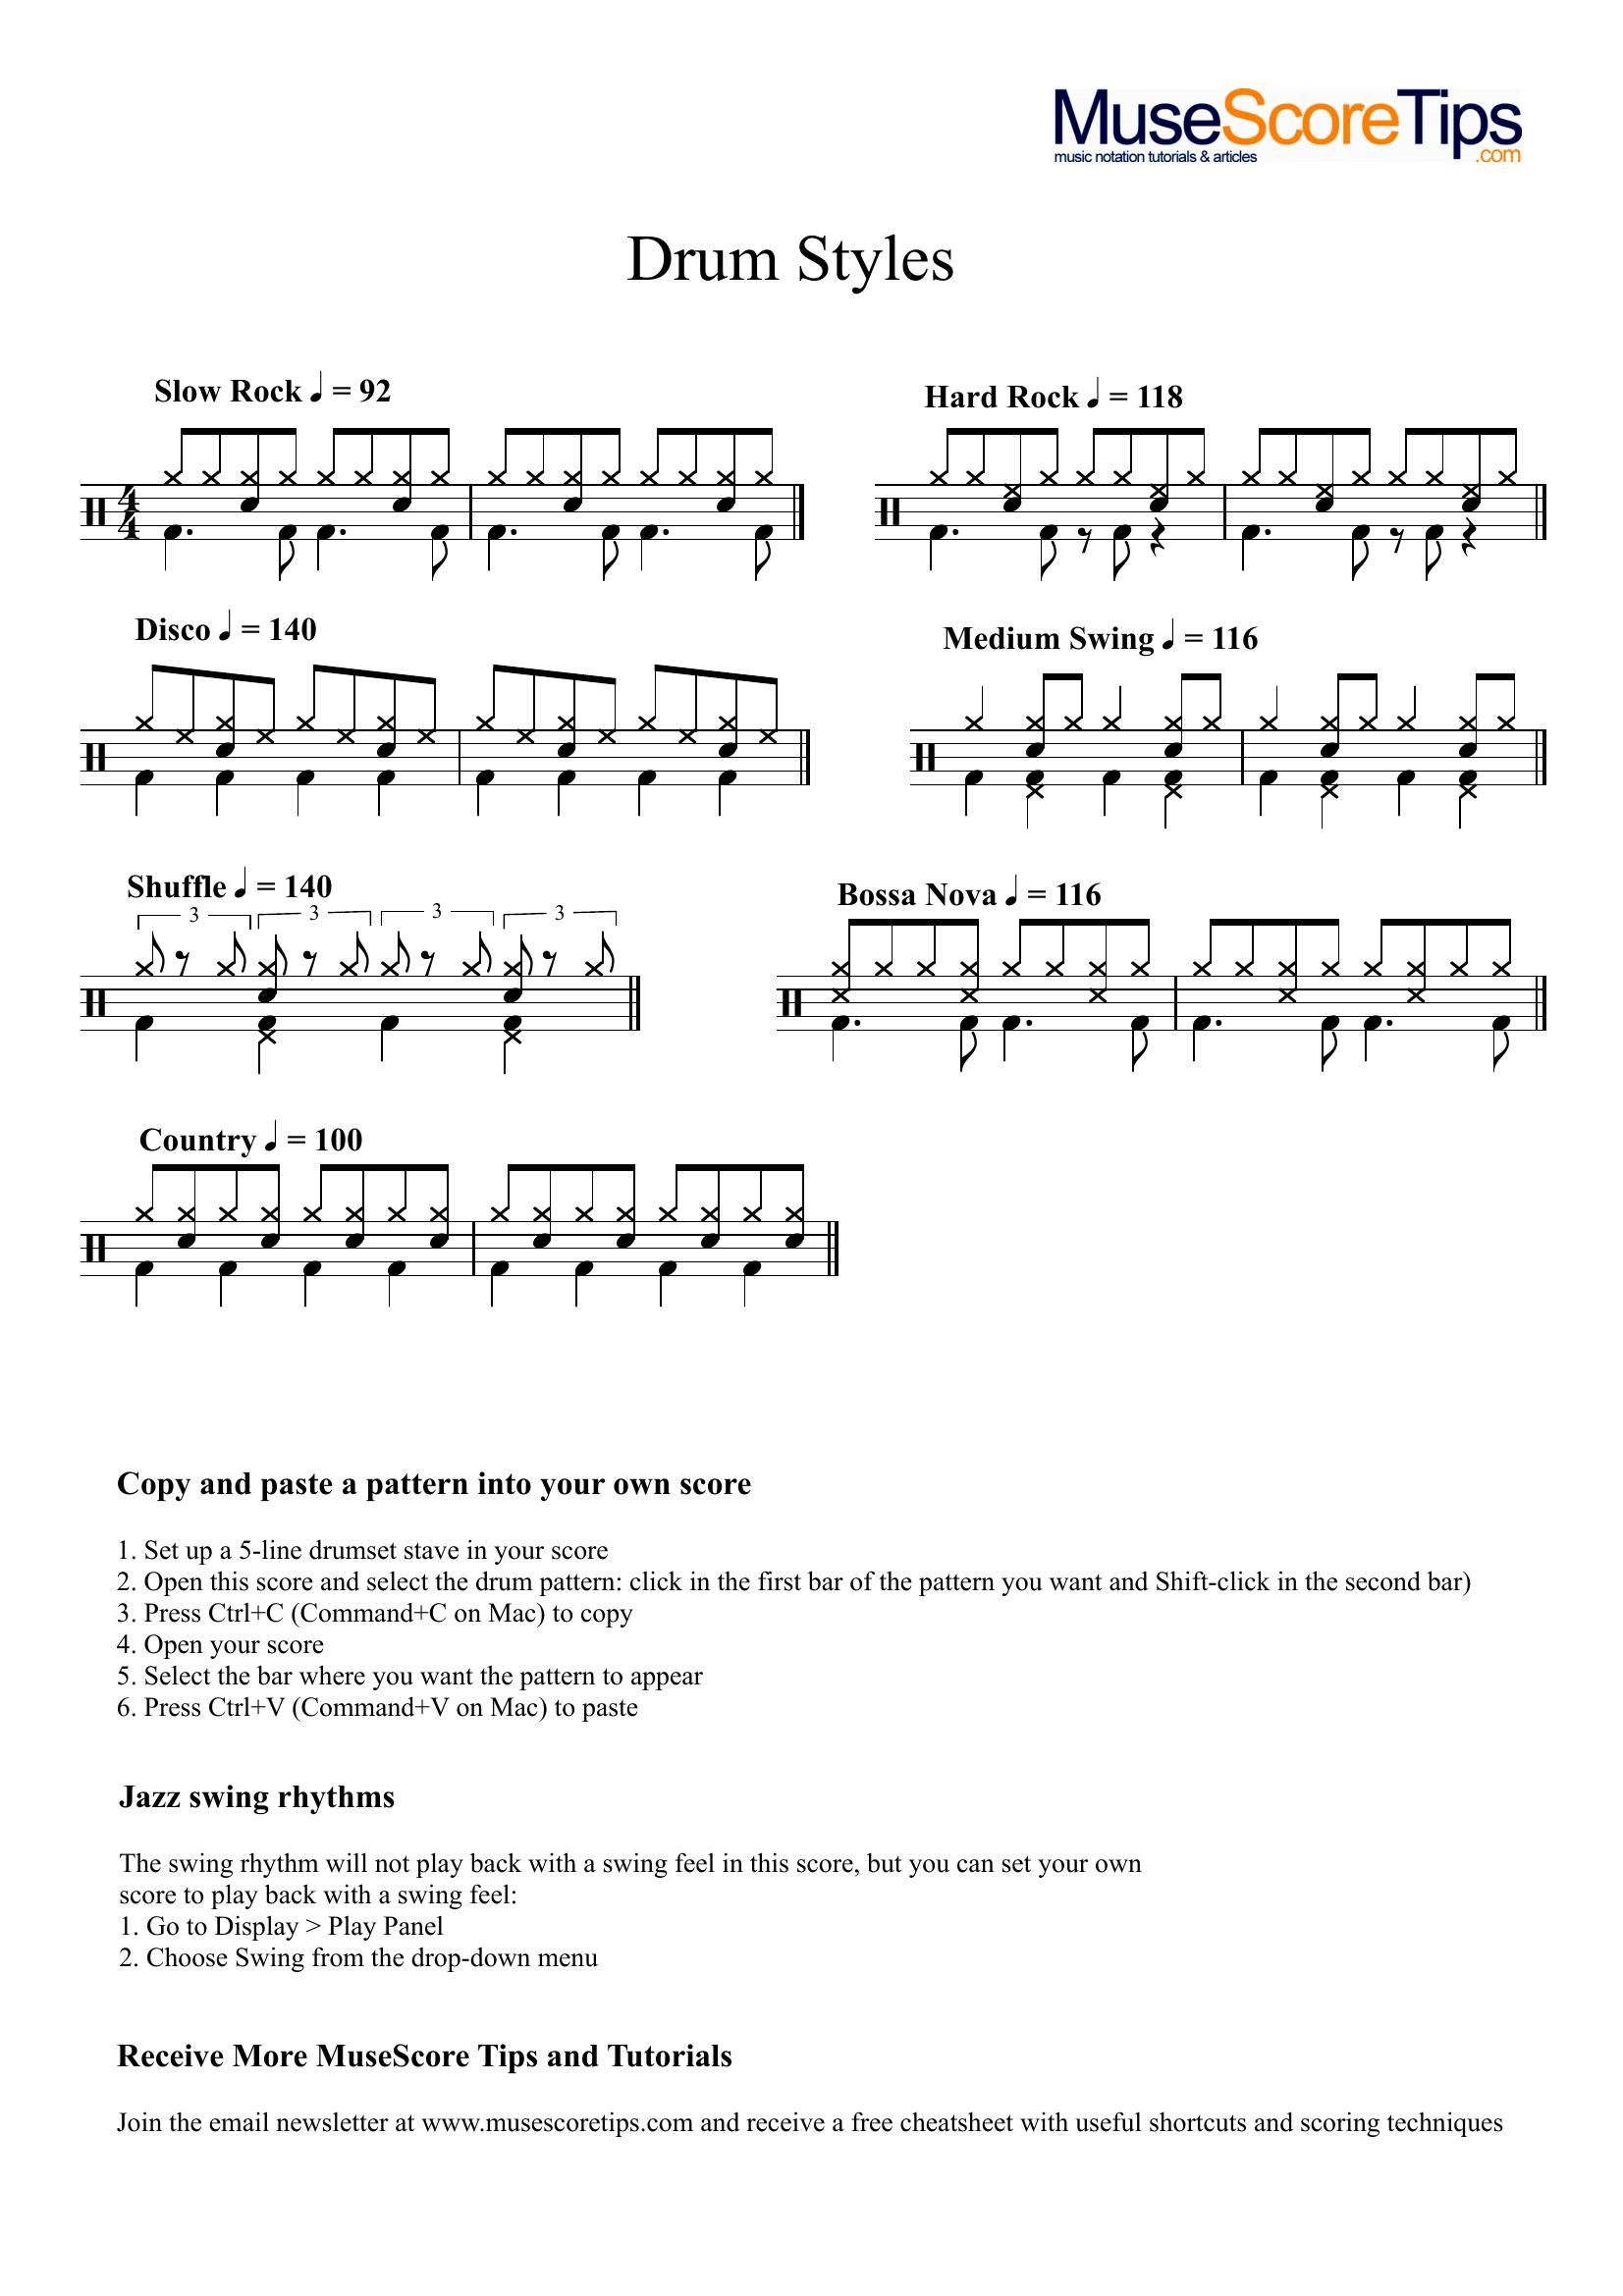 MuseScoreTips
music notation tutorials & articles .com
Drum Styles
Slow Rock ♩ = 92
Hard Rock ♩ = 118
4
4
Disco ♩ = 140
Medium Swing ♩ = 116
Shuffle ♩ = 140
Bossa Nova ♩ = 116
3 3 3 3
Country ♩ = 100
Copy and paste a pattern into your own score
1. Set up a 5-line drumset stave in your score
2. Open this score and select the drum pattern: click in the first bar of the pattern you want and Shift-click in the second bar)
3. Press Ctrl+C (Command+C on Mac) to copy
4. Open your score
5. Select the bar where you want the pattern to appear
6. Press Ctrl+V (Command+V on Mac) to paste
Jazz swing rhythms
The swing rhythm will not play back with a swing feel in this score, but you can set your own
score to play back with a swing feel:
1. Go to Display > Play Panel
2. Choose Swing from the drop-down menu
Receive More MuseScore Tips and Tutorials
Join the email newsletter at www.musescoretips.com and receive a free cheatsheet with useful shortcuts and scoring techniques